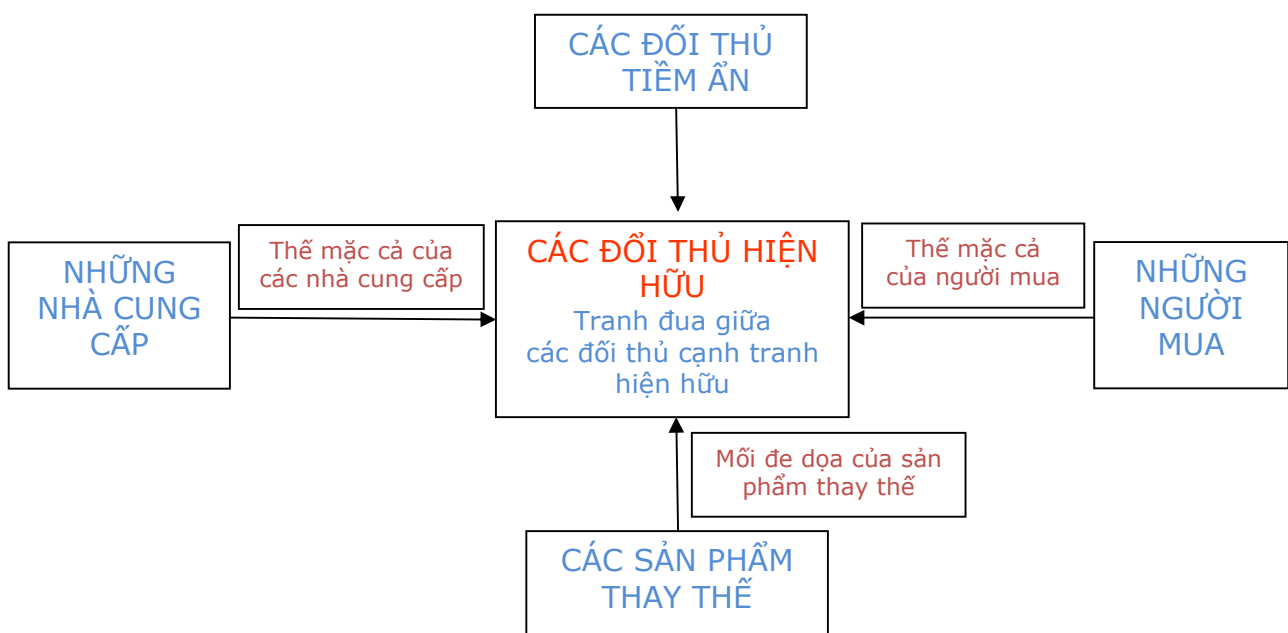 CÁC ĐỐI THỦ
TIỀM ẨN
Thế mặc cả của
các nhà cung cấp
CÁC ĐỔI THỦ HIỆN
HỮU
Tranh đua giữa
các đối thủ cạnh tranh
hiện hữu
Thế mặc cả
của người mua
NHỮNG
NHÀ CUNG
CẤP
NHỮNG
NGƯỜI
MUA
Mối đe dọa của sản
phẩm thay thế
CÁC SẢN PHẨM
THAY THẾ